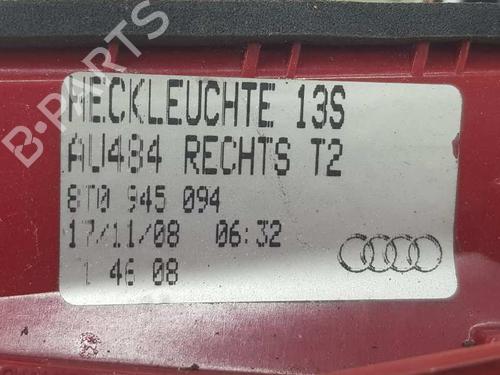 HECKLEUCHTE 13S
AU484 RECHTS T2
8T0 945 094
17/11/08 06:32
1 46 08
B-PARTS